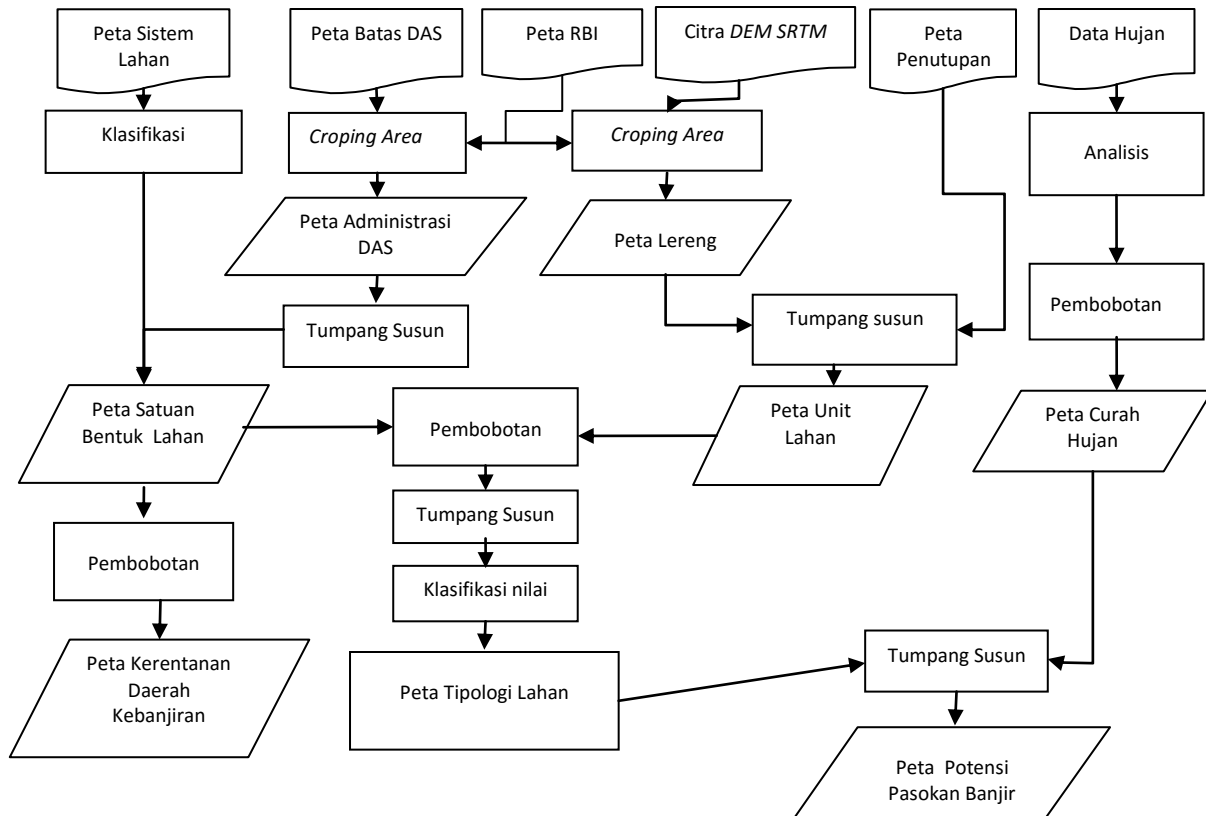 Peta Sistem
Lahan
Peta Batas DAS
Peta RBI
Citra DEM SRTM
Peta
Penutupan
Data Hujan
Klasifikasi
Croping Area
Croping Area
Analisis
Peta Administrasi
DAS
Peta Lereng
Tumpang Susun
Tumpang susun
Pembobotan
Peta Satuan
Bentuk Lahan
Pembobotan
Peta Unit
Lahan
Peta Curah
Hujan
Tumpang Susun
Pembobotan
Klasifikasi nilai
Peta Kerentanan
Daerah
Kebanjiran
Peta Tipologi Lahan
Tumpang Susun
Peta Potensi
Pasokan Banjir